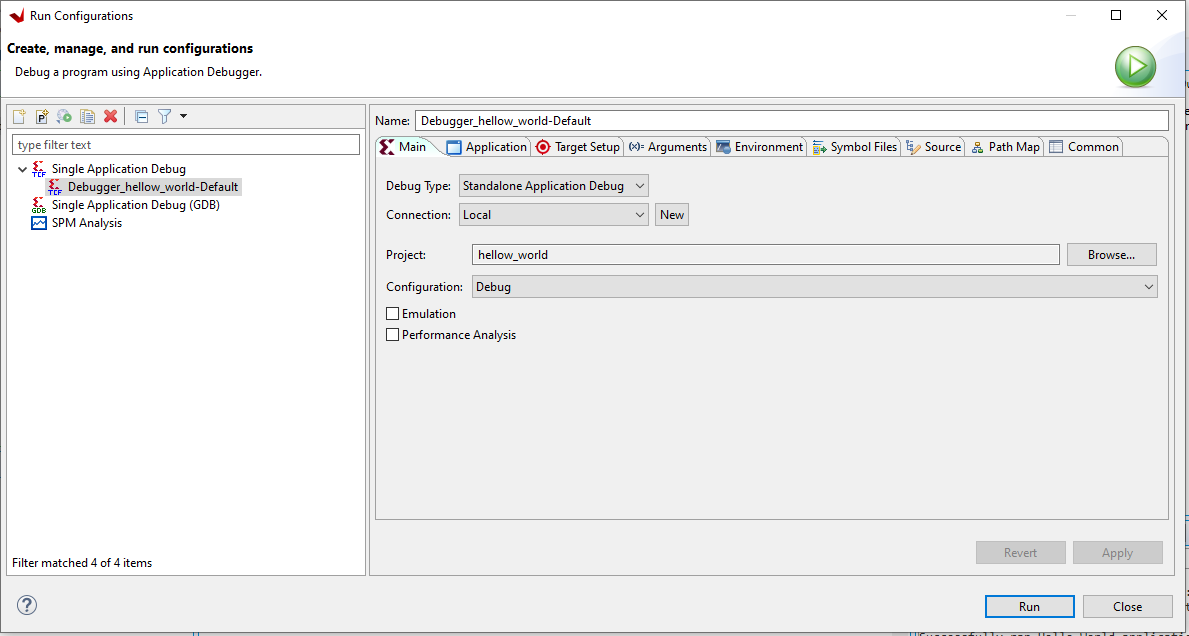 Run Configurations
Create, manage, and run configurations
Debug a program using Application Debugger.
type filter text
Single Application Debug
Debugger_hellow_world-Default
Single Application Debug (GDB)
SPM Analysis
Filter matched 4 of 4 items
Name: Debugger_hellow_world-Default
Main Application Target Setup (x)= Arguments Environment Symbol Files Source Path Map Common
Debug Type: Standalone Application Debug
Connection: Local New
Project: hellow_world Browse...
Configuration: Debug
Emulation
Performance Analysis
Revert Apply
Run Close